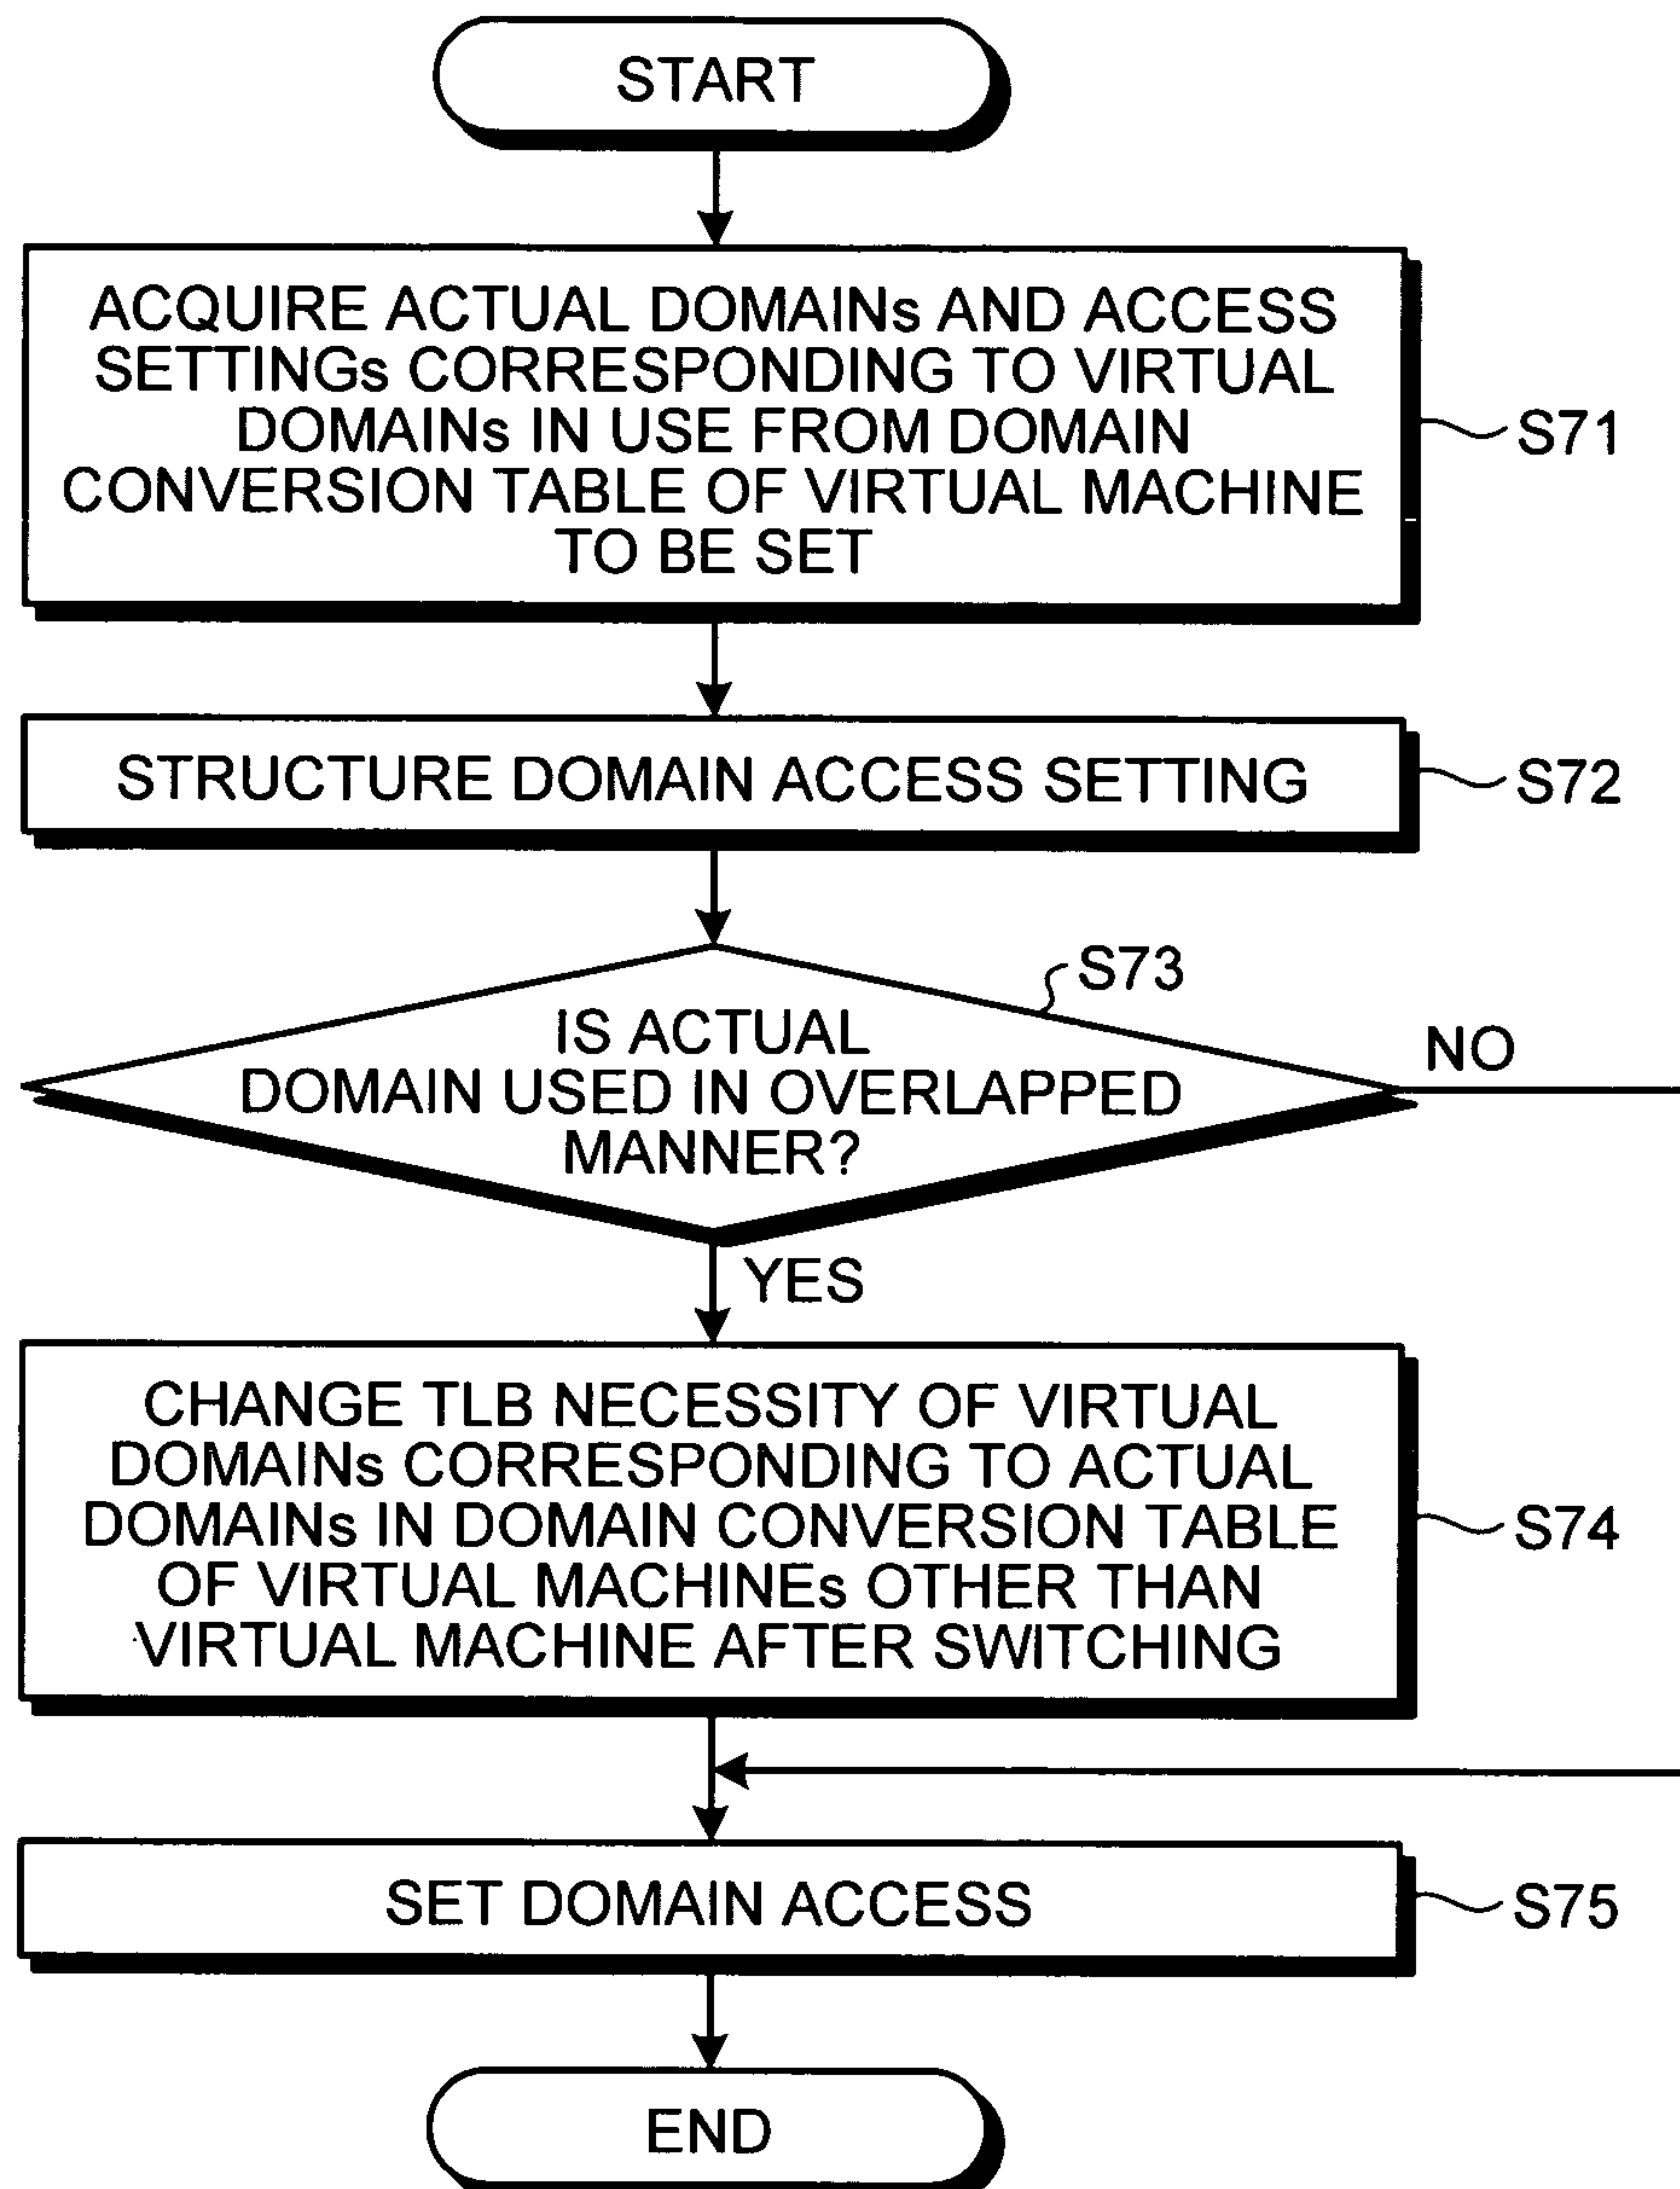 START
ACQUIRE ACTUAL DOMAINs AND ACCESS
SETTINGs CORRESPONDING TO VIRTUAL
DOMAINs IN USE FROM DOMAIN
CONVERSION TABLE OF VIRTUAL MACHINE
TO BE SET
S71
STRUCTURE DOMAIN ACCESS SETTING
S72
S73
IS ACTUAL
DOMAIN USED IN OVERLAPPED
MANNER?
NO
YES
CHANGE TLB NECESSITY OF VIRTUAL
DOMAINs CORRESPONDING TO ACTUAL
DOMAINs IN DOMAIN CONVERSION TABLE
OF VIRTUAL MACHINEs OTHER THAN
VIRTUAL MACHINE AFTER SWITCHING
S74
SET DOMAIN ACCESS
S75
END